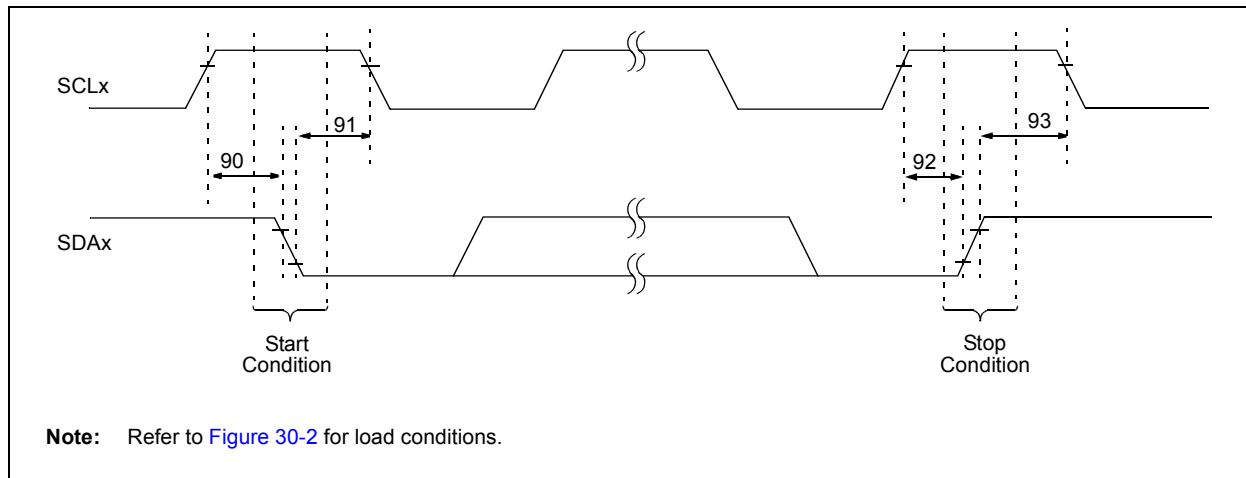 SCLx
91
93
90
92
SDAx
Start
Condition
Stop
Condition
Note: Refer to Figure 30-2 for load conditions.